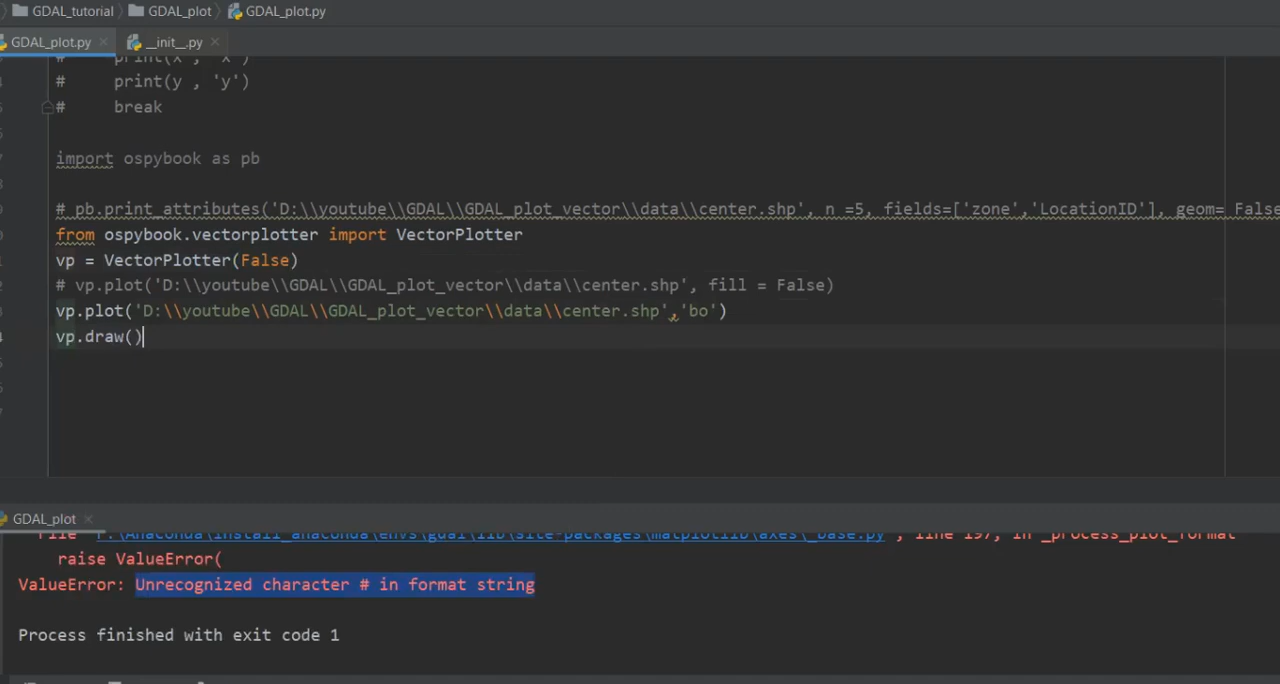 GDAL_tutorial GDAL_plot GDAL_plot.py
GDAL_plot.py × __init__.py ×
# print(x , 'x')
# print(y , 'y')
# break
import ospybook as pb
# pb.print_attributes('D:\\youtube\\GDAL\\GDAL_plot_vector\\data\\center.shp', n =5, fields=['zone','LocationID'], geom= False
from ospybook.vectorplotter import VectorPlotter
vp = VectorPlotter(False)
# vp.plot('D:\\youtube\\GDAL\\GDAL_plot_vector\\data\\center.shp', fill = False)
vp.plot('D:\\youtube\\GDAL\\GDAL_plot_vector\\data\\center.shp','bo')
vp.draw()
GDAL_plot ×
File "F:\Anaconda\install_anaconda\envs\gdal\lib\site-packages\matplotlib\axes\_base.py", line 197, in _process_plot_format
raise ValueError(
ValueError: Unrecognized character # in format string
Process finished with exit code 1